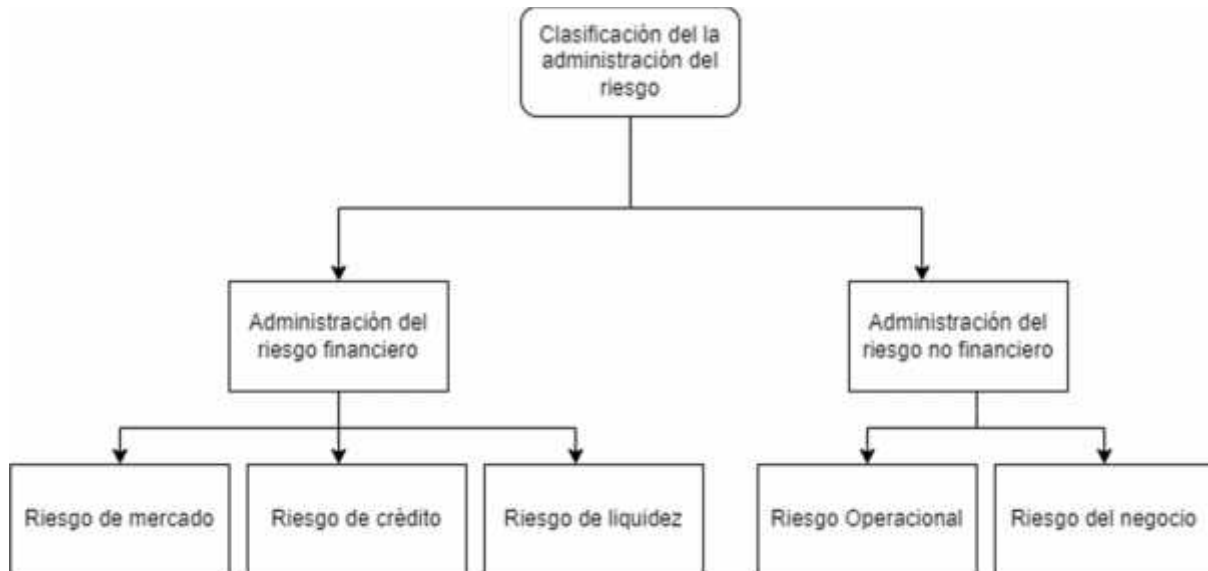 Clasificación del la
administración del
riesgo
Administración del
riesgo financiero
Administración del
riesgo no financiero
Riesgo de mercado
Riesgo de crèdito
Riesgo de liquidez
Riesgo Operacional
Riesgo del negocio